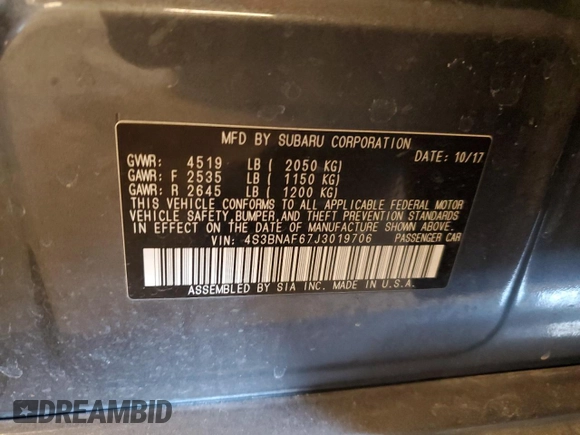 MFD BY SUBARU CORPORATION
GVWR: 4519 LB ( 2050 KG) DATE: 10/17
GAWR: F 2535 LB ( 1150 KG)
GAWR: R 2645 LB ( 1200 KG)
THIS VEHICLE CONFORMS TO ALL APPLICABLE FEDERAL MOTOR
VEHICLE SAFETY, BUMPER, AND THEFT PREVENTION STANDARDS
IN EFFECT ON THE DATE OF MANUFACTURE SHOWN ABOVE.
VIN: 4S3BNAF67J3019706 PASSENGER CAR
ASSEMBLED BY SIA INC. MADE IN U.S.A.
DREAMBID